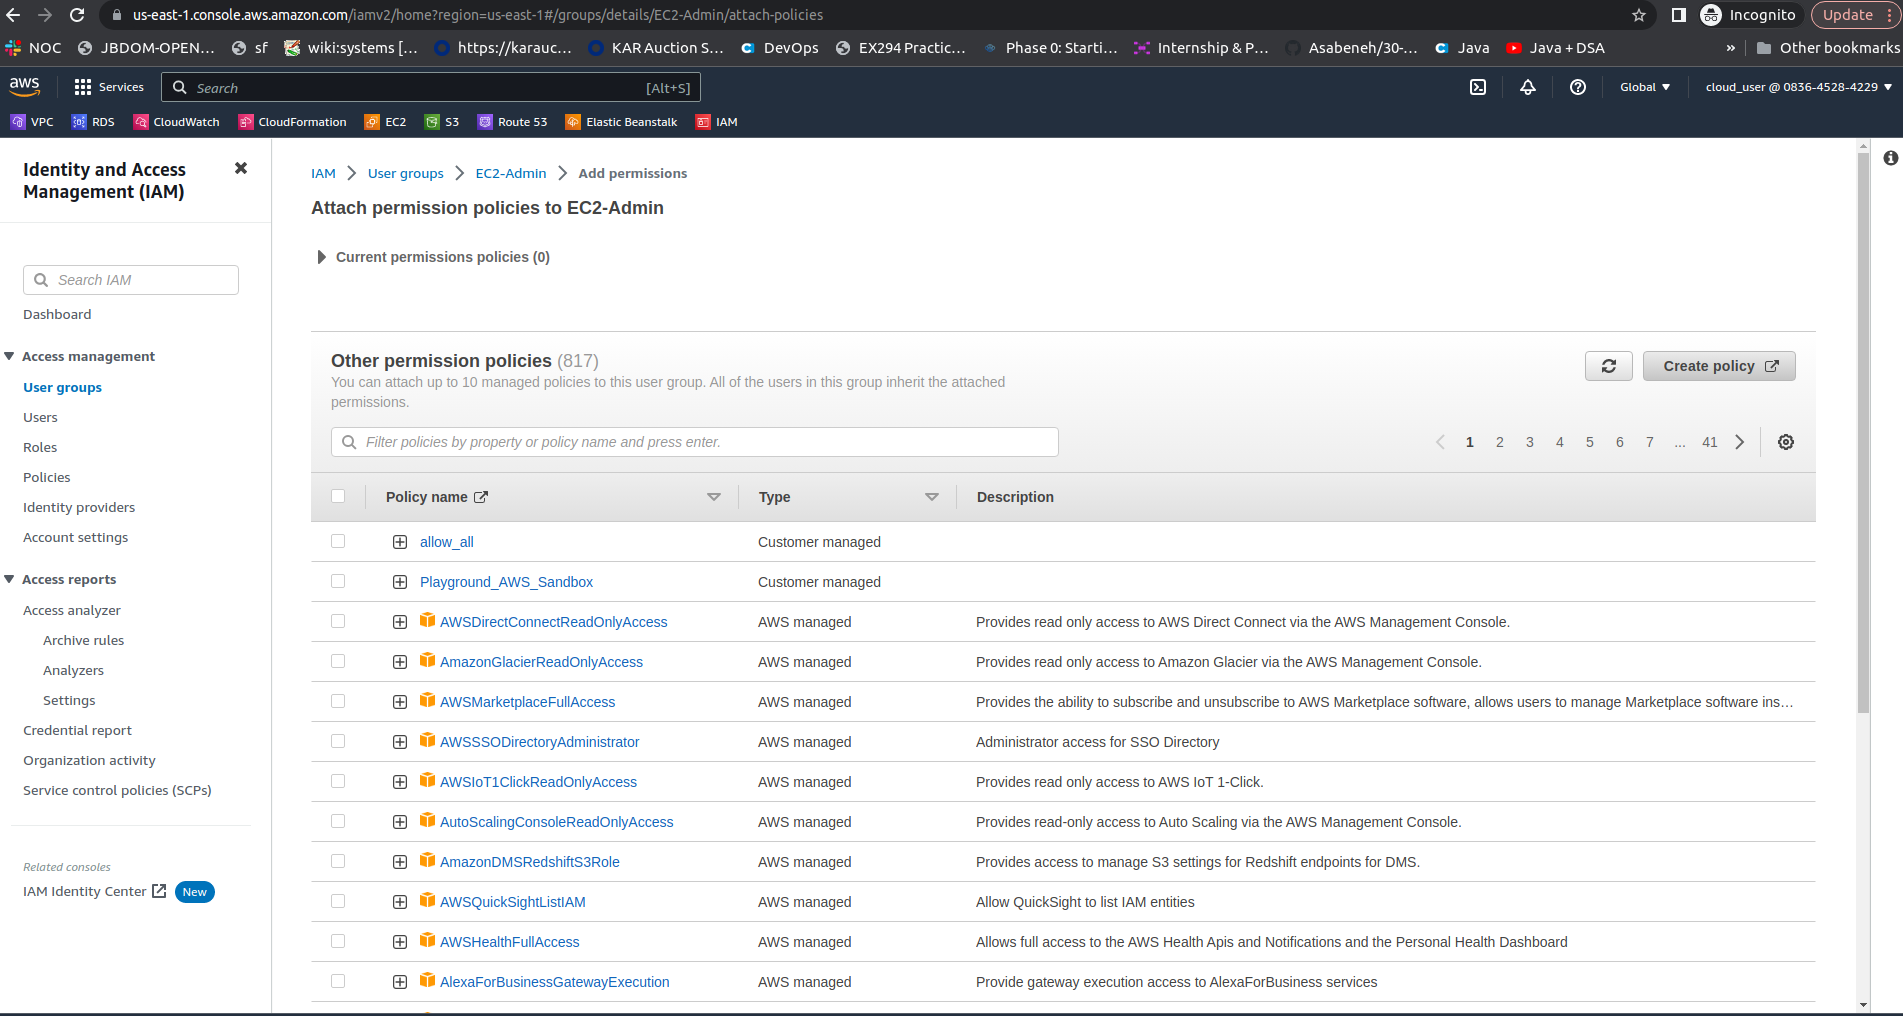 us-east-1.console.aws.amazon.com/iamv2/home?region=us-east-1#/groups/details/EC2-Admin/attach-policies
Incognito
Update
NOC
JBDOM-OPEN...
sf
wiki:systems [...
https://karauc...
KAR Auction S...
DevOps
EX294 Practic...
Phase 0: Starti...
Internship & P...
Asabeneh/30-...
Java
Java + DSA
»
Other bookmarks
aws
Services
Search
[Alt+S]
Global
cloud_user @ 0836-4528-4229
VPC
RDS
CloudWatch
CloudFormation
EC2
S3
Route 53
Elastic Beanstalk
IAM
Identity and Access
Management (IAM)
Search IAM
Dashboard
Access management
User groups
Users
Roles
Policies
Identity providers
Account settings
Access reports
Access analyzer
Archive rules
Analyzers
Settings
Credential report
Organization activity
Service control policies (SCPs)
Related consoles
IAM Identity Center
New
IAM > User groups > EC2-Admin > Add permissions
Attach permission policies to EC2-Admin
Current permissions policies (0)
Other permission policies (817)
You can attach up to 10 managed policies to this user group. All of the users in this group inherit the attached
permissions.
Create policy
Filter policies by property or policy name and press enter.
1 2 3 4 5 6 7 ... 41
Policy name Type Description
allow_all Customer managed
Playground_AWS_Sandbox Customer managed
AWSDirectConnectReadOnlyAccess AWS managed Provides read only access to AWS Direct Connect via the AWS Management Console.
AmazonGlacierReadOnlyAccess AWS managed Provides read only access to Amazon Glacier via the AWS Management Console.
AWSMarketplaceFullAccess AWS managed Provides the ability to subscribe and unsubscribe to AWS Marketplace software, allows users to manage Marketplace software ins...
AWSSSODirectoryAdministrator AWS managed Administrator access for SSO Directory
AWSIoT1ClickReadOnlyAccess AWS managed Provides read only access to AWS IoT 1-Click.
AutoScalingConsoleReadOnlyAccess AWS managed Provides read-only access to Auto Scaling via the AWS Management Console.
AmazonDMSRedshiftS3Role AWS managed Provides access to manage S3 settings for Redshift endpoints for DMS.
AWSQuickSightListIAM AWS managed Allow QuickSight to list IAM entities
AWSHealthFullAccess AWS managed Allows full access to the AWS Health Apis and Notifications and the Personal Health Dashboard
AlexaForBusinessGatewayExecution AWS managed Provide gateway execution access to AlexaForBusiness services